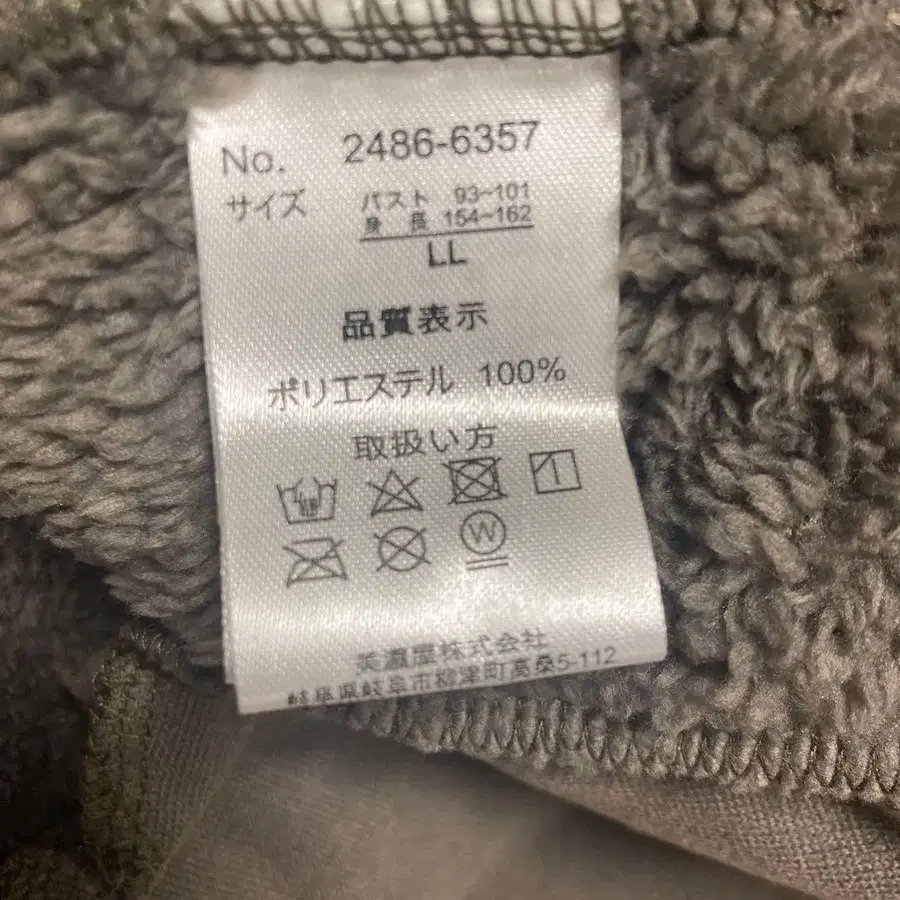 No. 2486-6357
サイズ バスト 93~101
身長 154~162
LL
品質表示
ポリエステル 100%
取扱い方
W
美濃屋株式会社
岐阜県岐阜市柳津町高桑5-112